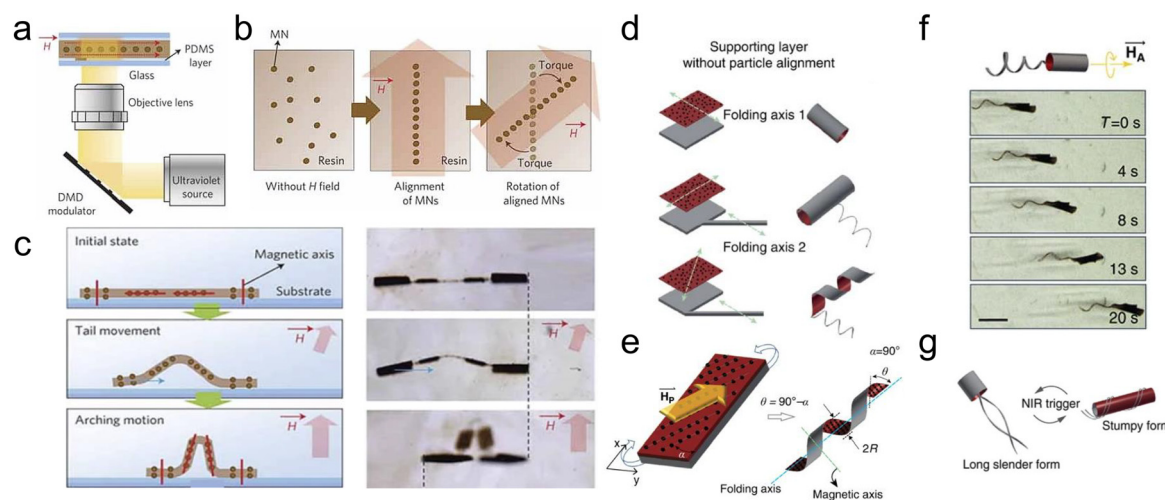 a
H
PDMS
layer
Glass
Objective lens
DMD
modulator
Ultraviolet
source
b
MN
H
Torque
H
Resin
Resin
Torque
Without H field
Alignment
of MNs
Rotation of
aligned MNs
c
Initial state
Magnetic axis
Substrate
Tail movement
H
H
Arching motion
H
H
d
Supporting layer
without particle alignment
Folding axis 1
Folding axis 2
e
HP
α
x
y
θ = 90°−α
α=90°
θ
2R
Folding axis
Magnetic axis
f
HA
T=0 s
4 s
8 s
13 s
20 s
g
NIR trigger
Long slender form
Stumpy form